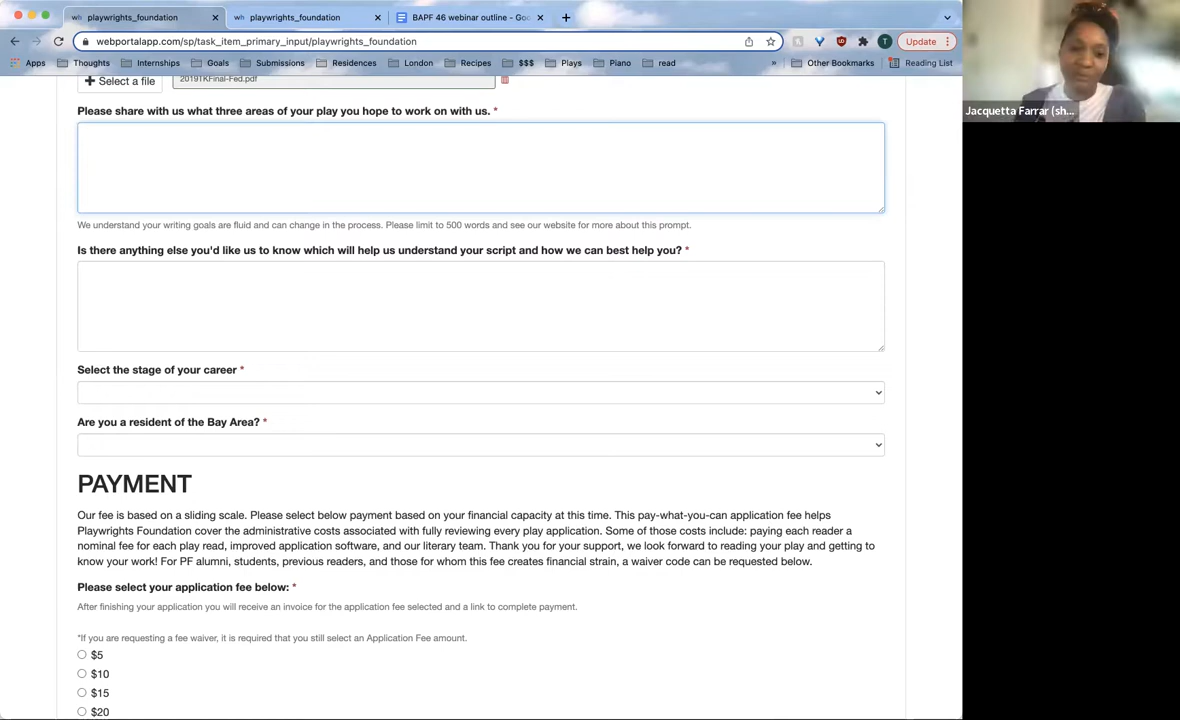 playwrights_foundation
playwrights_foundation
BAPF 46 webinar outline - Goo
webportalapp.com/sp/task_item_primary_input/playwrights_foundation
T
Update
Apps
Thoughts
Internships
Goals
Submissions
Residences
London
Recipes
$$$
Plays
Piano
read
»
Other Bookmarks
Reading List
Select a file
2019TKFinal-Fed.pdf
Jacquetta Farrar (sh...
Please share with us what three areas of your play you hope to work on with us. *
We understand your writing goals are fluid and can change in the process. Please limit to 500 words and see our website for more about this prompt.
Is there anything else you'd like us to know which will help us understand your script and how we can best help you? *
Select the stage of your career *
Are you a resident of the Bay Area? *
PAYMENT
Our fee is based on a sliding scale. Please select below payment based on your financial capacity at this time. This pay-what-you-can application fee helps
Playwrights Foundation cover the administrative costs associated with fully reviewing every play application. Some of those costs include: paying each reader a
nominal fee for each play read, improved application software, and our literary team. Thank you for your support, we look forward to reading your play and getting to
know your work! For PF alumni, students, previous readers, and those for whom this fee creates financial strain, a waiver code can be requested below.
Please select your application fee below: *
After finishing your application you will receive an invoice for the application fee selected and a link to complete payment.
*If you are requesting a fee waiver, it is required that you still select an Application Fee amount.
$5
$10
$15
$20